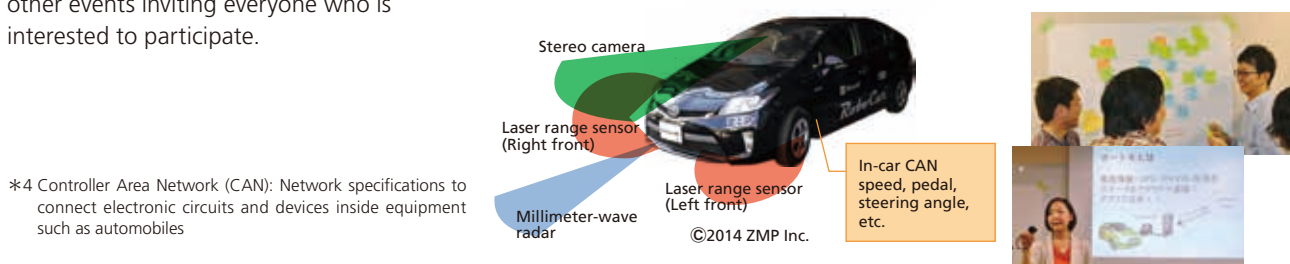 other events inviting everyone who is
interested to participate.
*4 Controller Area Network (CAN): Network specifications to
connect electronic circuits and devices inside equipment
such as automobiles
Stereo camera
Laser range sensor
(Right front)
Millimeter-wave
radar
Laser range sensor
(Left front)
©2014 ZMP Inc.
RoboCar
In-car CAN
speed, pedal,
steering angle,
etc.